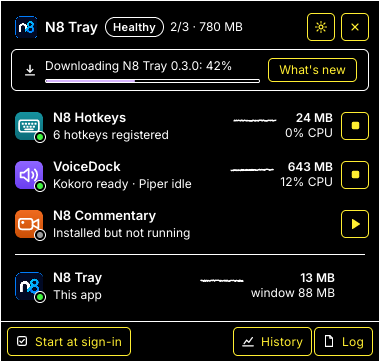 n8 N8 Tray Healthy 2/3 · 780 MB
Downloading N8 Tray 0.3.0: 42%
What's new
N8 Hotkeys 24 MB
6 hotkeys registered 0% CPU
VoiceDock 643 MB
Kokoro ready · Piper idle 12% CPU
N8 Commentary
Installed but not running
n8 N8 Tray 13 MB
This app window 88 MB
Start at sign-in History Log